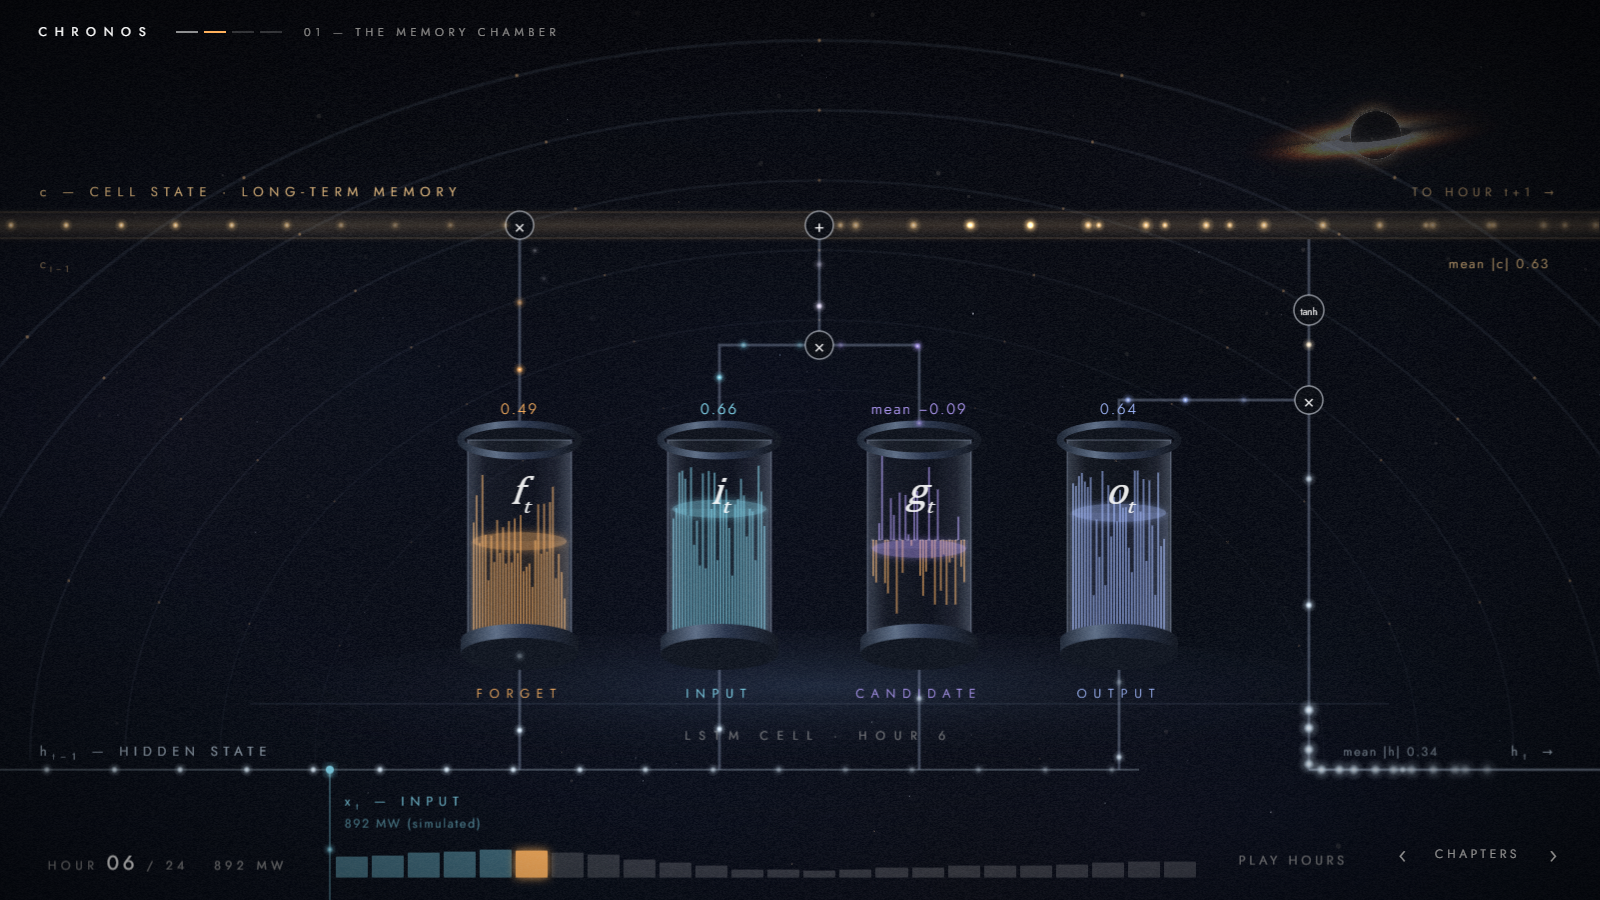 CHRONOS
01 — THE MEMORY CHAMBER
c — CELL STATE · LONG-TERM MEMORY
TO HOUR t+1 →
×
+
c t−1
mean |c| 0.63
tanh
×
×
0.49
0.66
mean −0.09
0.64
f t
i t
g t
o t
FORGET
INPUT
CANDIDATE
OUTPUT
LSTM CELL · HOUR 6
h t−1 — HIDDEN STATE
mean |h| 0.34
h t →
x t — INPUT
892 MW (simulated)
HOUR 06 / 24 892 MW
PLAY HOURS
‹ CHAPTERS ›